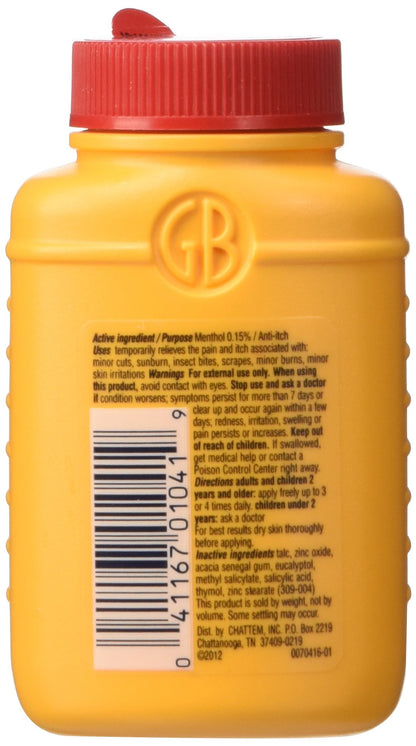 GB
Active ingredient / Purpose Menthol 0.15% / Anti-itch
Uses temporarily relieves the pain and itch associated with:
minor cuts, sunburn, insect bites, scrapes, minor burns, minor
skin irritations Warnings For external use only. When using
this product, avoid contact with eyes. Stop use and ask a doctor
if condition worsens; symptoms persist for more than 7 days or
clear up and occur again within a few
days; redness, irritation, swelling or
pain persists or increases. Keep out
of reach of children. If swallowed,
get medical help or contact a
Poison Control Center right away.
Directions adults and children 2
years and older: apply freely up to 3
or 4 times daily. children under 2
years: ask a doctor
For best results dry skin thoroughly
before applying.
Inactive ingredients talc, zinc oxide,
acacia senegal gum, eucalyptol,
methyl salicylate, salicylic acid,
thymol, zinc stearate (309-004)
This product is sold by weight, not by
volume. Some settling may occur.
Dist. by CHATTEM, INC. P.O. Box 2219
Chattanooga, TN 37409-0219
©2012 0070416-01
0 41167 01041 9